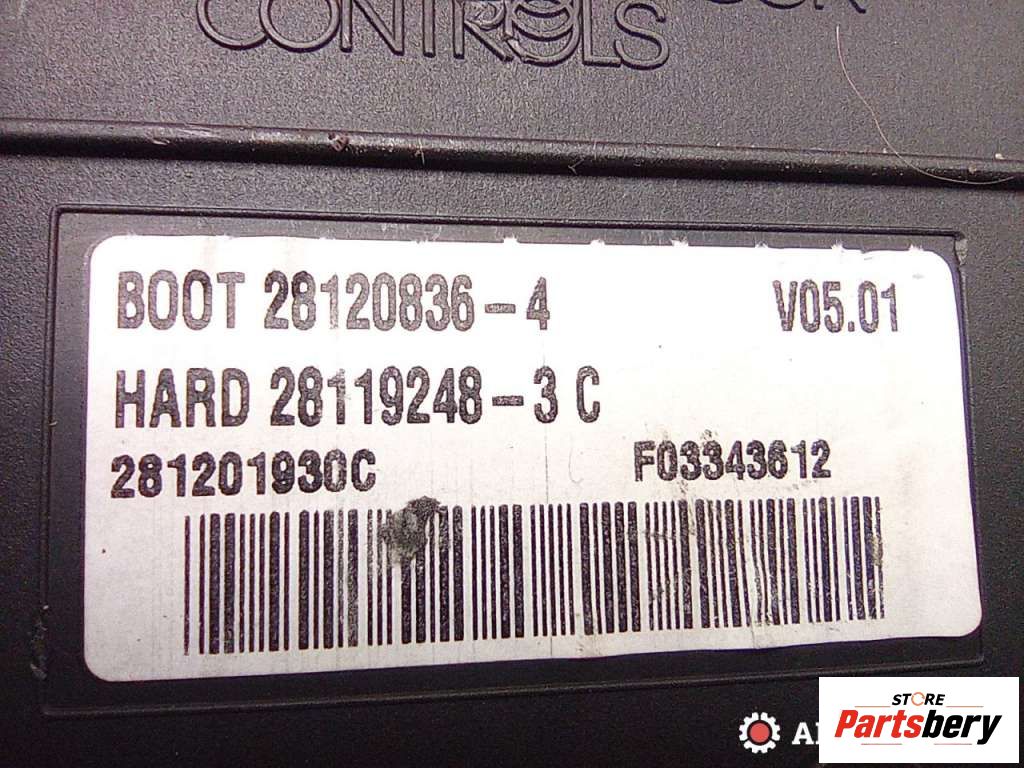 CONTROLS
BOOT 28120836-4 V05.01
HARD 28119248-3 C
281201930C F03343612
STORE
Partsbery